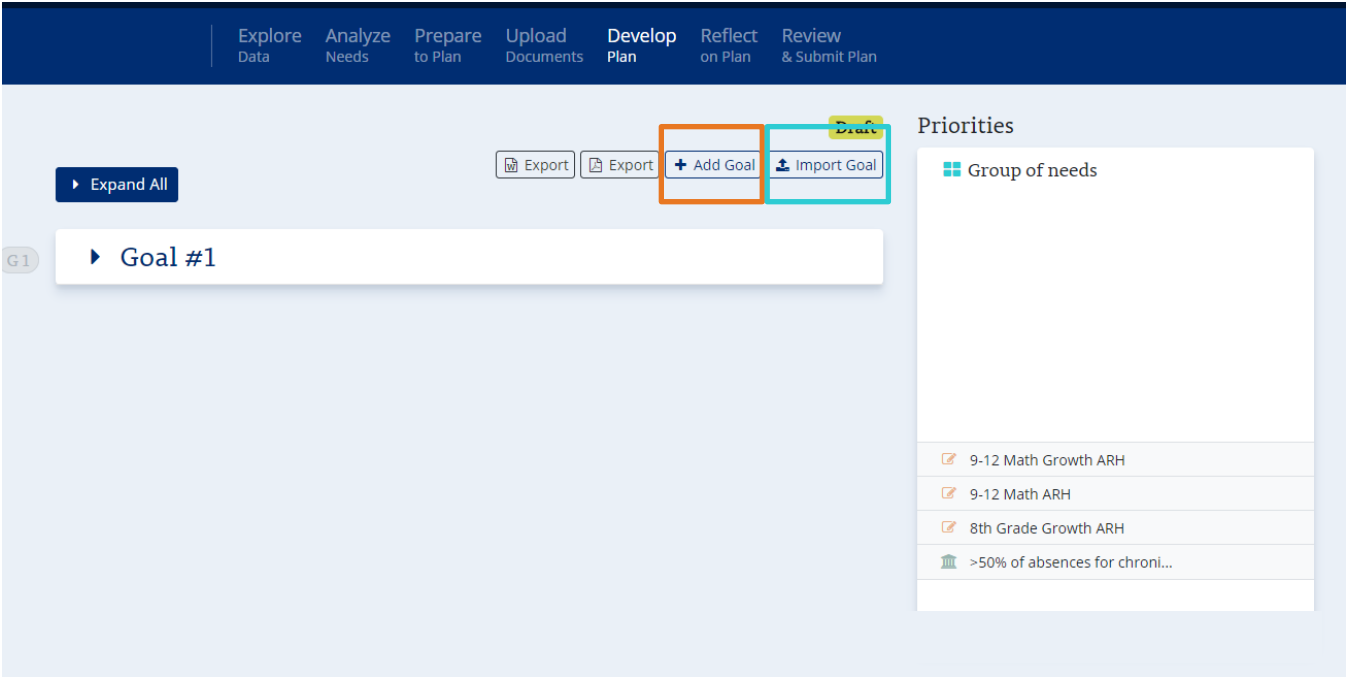 Explore Analyze Prepare Upload Develop Reflect Review
Data Needs to Plan Documents Plan on Plan & Submit Plan
Draft
Priorities
Export Export Add Goal Import Goal
Expand All
Group of needs
G1
Goal #1
9-12 Math Growth ARH
9-12 Math ARH
8th Grade Growth ARH
>50% of absences for chroni...